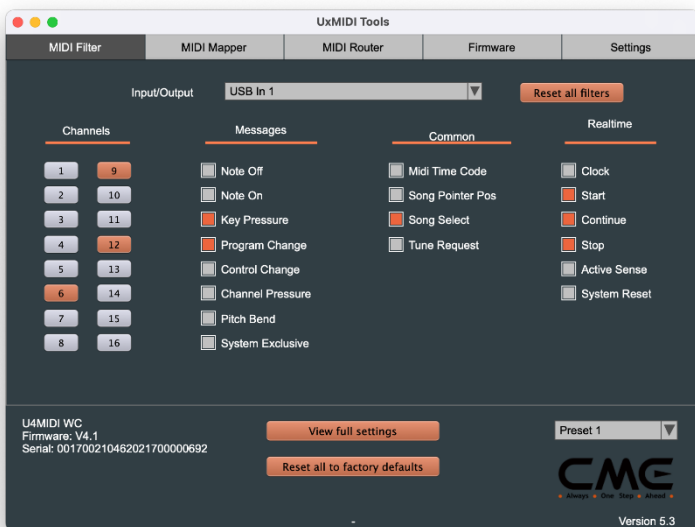 UxMIDI Tools
MIDI Filter MIDI Mapper MIDI Router Firmware Settings
Input/Output USB In 1 Reset all filters
Channels Messages Common Realtime
1 9 Note Off Midi Time Code Clock
2 10 Note On Song Pointer Pos Start
3 11 Key Pressure Song Select Continue
4 12 Program Change Tune Request Stop
5 13 Control Change Active Sense
6 14 Channel Pressure System Reset
7 15 Pitch Bend
8 16 System Exclusive
U4MIDI WC
Firmware: V4.1
Serial: 001700210462021700000692
View full settings
Preset 1
Reset all to factory defaults
CME
Always One Step Ahead
-
Version 5.3